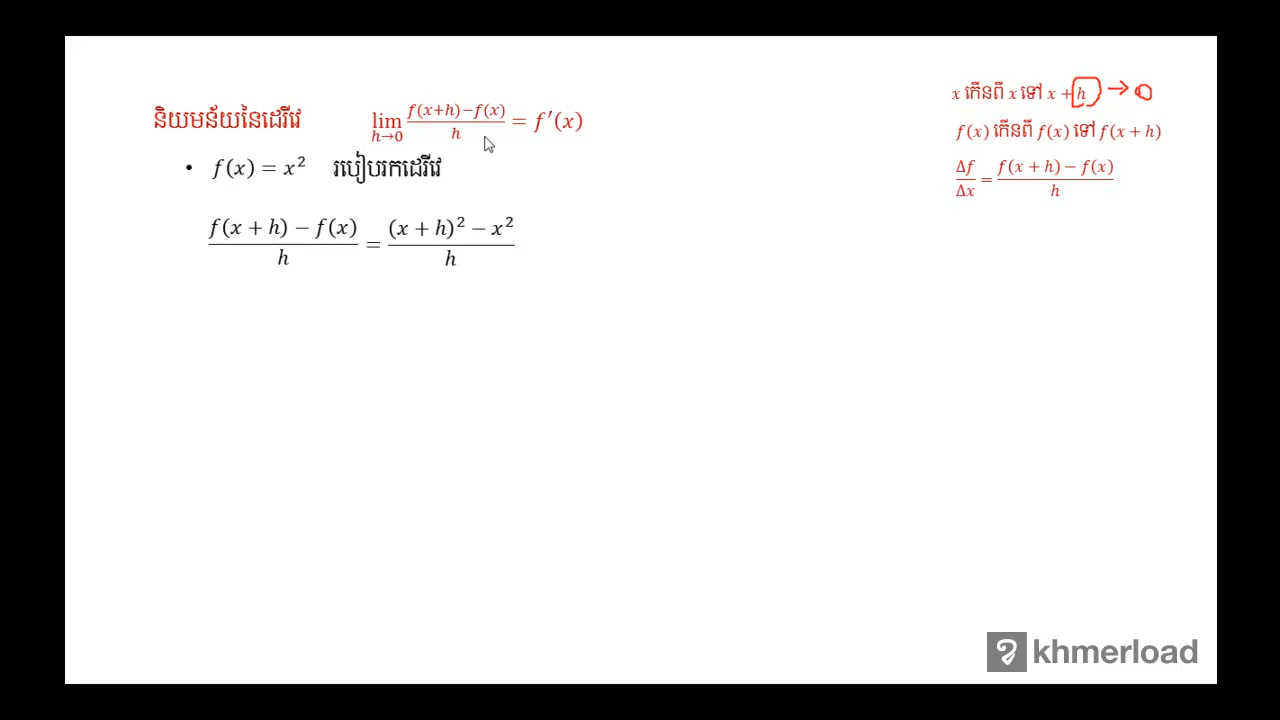 និយមន័យនៃដេរីវេ lim h→0 f(x+h)−f(x) / h = f′(x)
• f(x) = x² របៀបរកដេរីវេ
f(x + h) − f(x) / h = (x + h)² − x² / h
x កើនពី x ទៅ x + h → 0
f(x) កើនពី f(x) ទៅ f(x + h)
Δf / Δx = f(x + h) − f(x) / h
khmerload